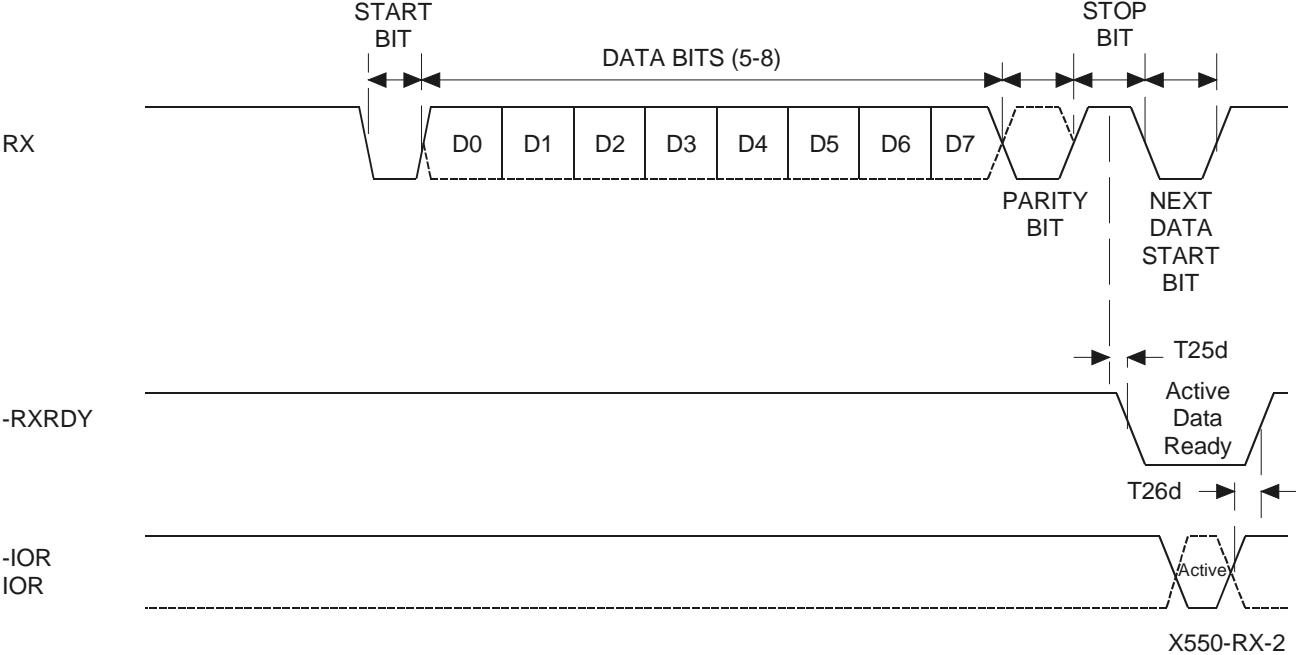 START
BIT
DATA BITS (5-8)
STOP
BIT
RX
D0 D1 D2 D3 D4 D5 D6 D7
PARITY
BIT
NEXT
DATA
START
BIT
T25d
-RXRDY
Active
Data
Ready
T26d
-IOR
IOR
Active
X550-RX-2